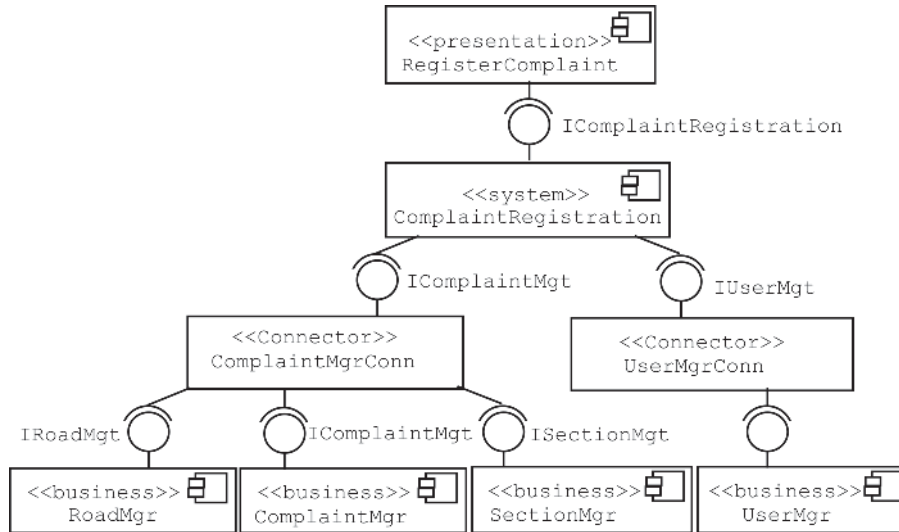 <<presentation>>
RegisterComplaint
IComplaintRegistration
<<system>>
ComplaintRegistration
IComplaintMgt
IUserMgt
<<Connector>>
ComplaintMgrConn
<<Connector>>
UserMgrConn
IRoadMgt
IComplaintMgt
ISectionMgt
<<business>>
RoadMgr
<<business>>
ComplaintMgr
<<business>>
SectionMgr
<<business>>
UserMgr